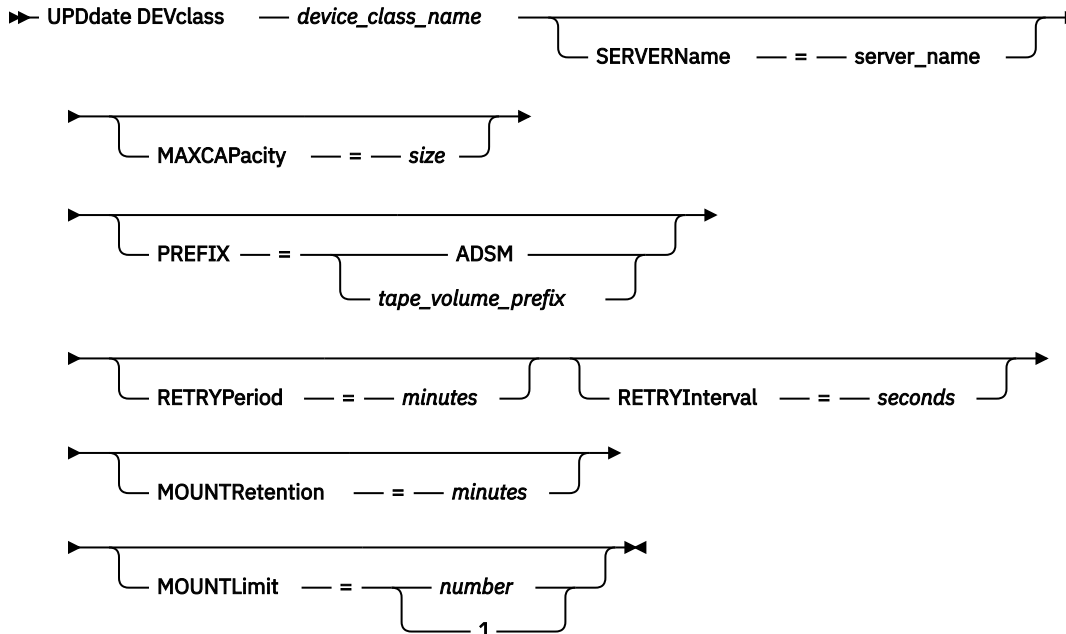 UPDdate DEVclass device_class_name
SERVERName = server_name
MAXCAPacity = size
PREFIX = ADSM
tape_volume_prefix
RETRYPeriod = minutes RETRYInterval = seconds
MOUNTRetention = minutes
MOUNTLimit = number
1